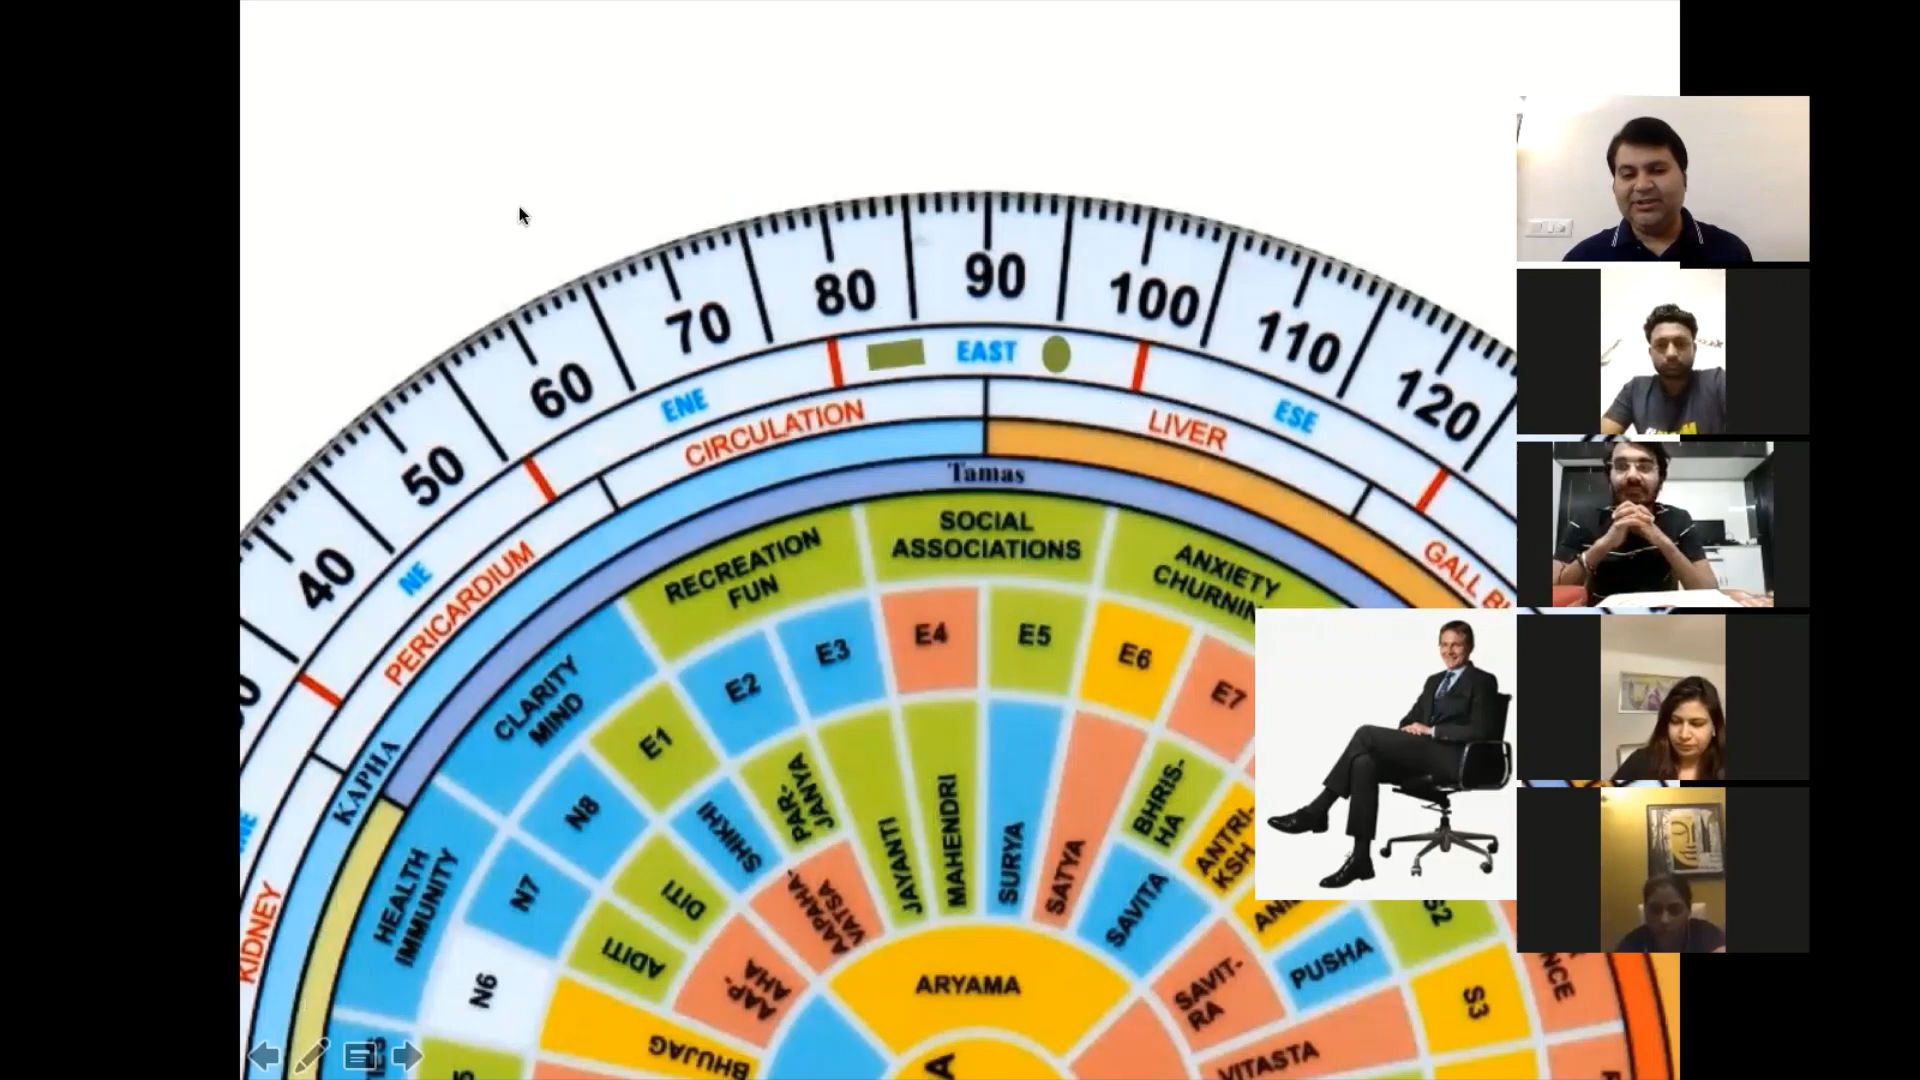 40
50
60
70
80
90
100
110
120
NE
ENE
EAST
ESE
KIDNEY
PERICARDIUM
CIRCULATION
LIVER
KAPHA
Tamas
HEALTH
IMMUNITY
CLARITY
MIND
RECREATION
FUN
SOCIAL
ASSOCIATIONS
ANXIETY
N6
N7
N8
E1
E2
E3
E4
E5
E6
E7
S2
S3
BHUJAG
ADITI
DITI
SHIKHI
PAR-
JANYA
JAYANTI
MAHENDRI
SURYA
SATYA
BHRIS-
HA
ANTRI-
KSH
PUSHA
VITASTA
AAP-
AHA
AAPAHA-
VATSA
SAVITA
SAVIT-
RA
ARYAMA